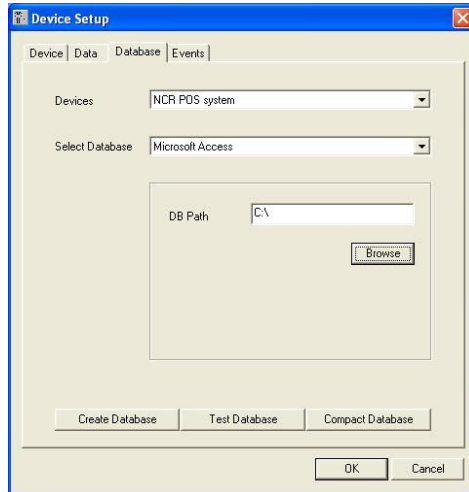 Device Setup
Device Data Database Events
Devices NCR POS system
Select Database Microsoft Access
DB Path C:\
Browse
Create Database Test Database Compact Database
OK Cancel